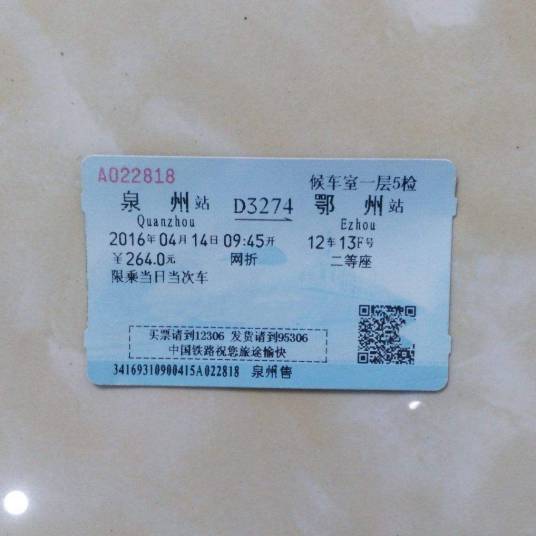 A022818 候车室一层5检
泉州站 D3274 鄂州站
Quanzhou Ezhou
2016年04月14日09:45开 12车13F号
￥264.0元 网折 二等座
限乘当日当次车
买票请到12306 发货请到95306
中国铁路祝您旅途愉快
34169310900415A022818 泉州售